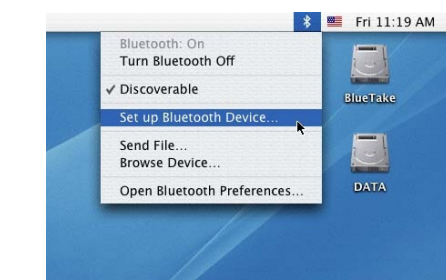 Fri 11:19 AM
Bluetooth: On
Turn Bluetooth Off
✓ Discoverable
Set up Bluetooth Device...
Send File...
Browse Device...
Open Bluetooth Preferences...
BlueTake
DATA